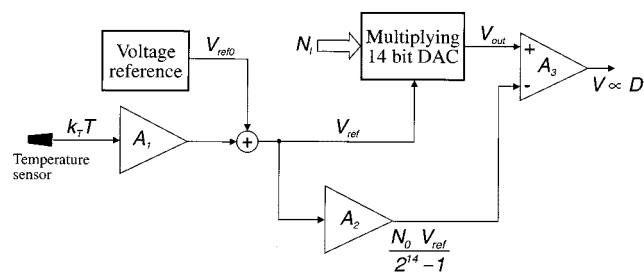 Voltage
reference
V_ref0
N_I
Multiplying
14 bit DAC
V_out
+
-
A_3
V ∝ D
k_T T
A_1
+
V_ref
Temperature
sensor
A_2
N_0 V_ref
2^14 - 1